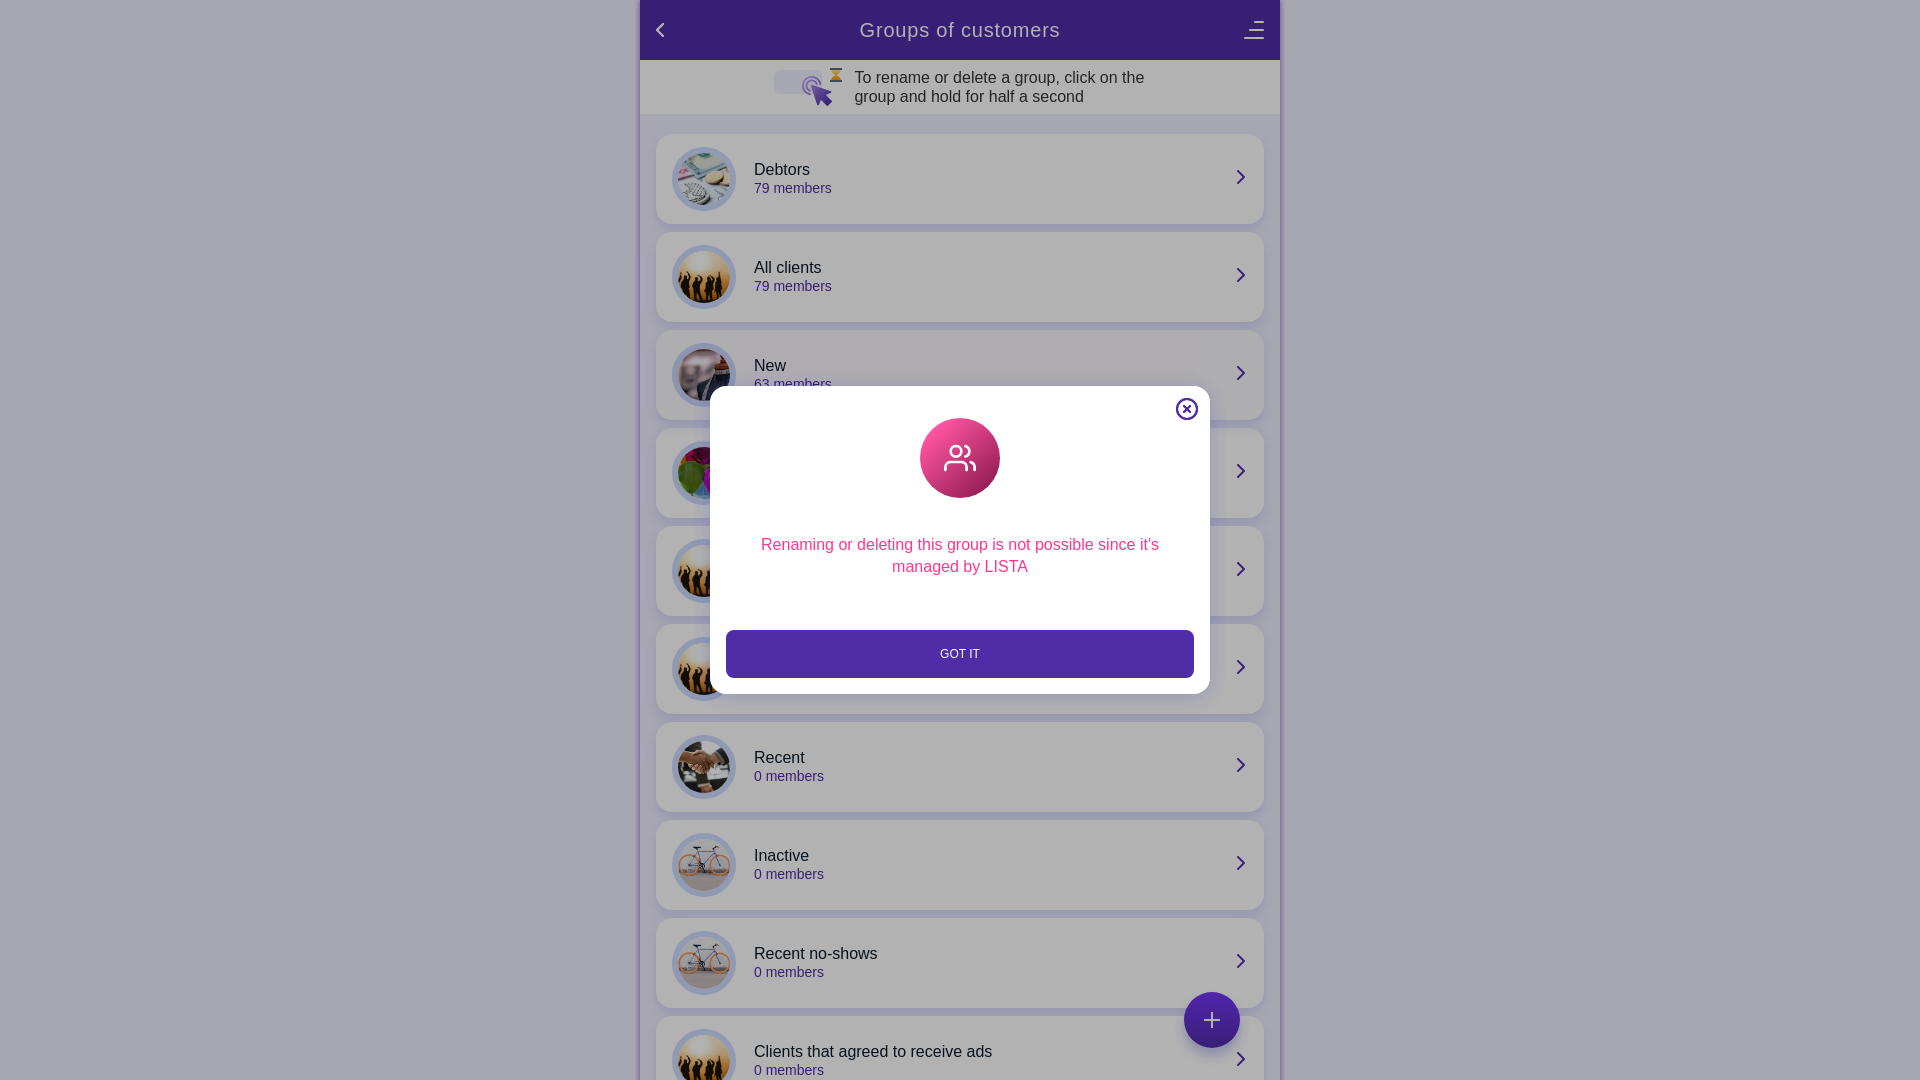 Groups of customers
To rename or delete a group, click on the
group and hold for half a second
Debtors
79 members
All clients
79 members
New
63 members
Renaming or deleting this group is not possible since it's
managed by LISTA
GOT IT
Recent
0 members
Inactive
0 members
Recent no-shows
0 members
Clients that agreed to receive ads
0 members